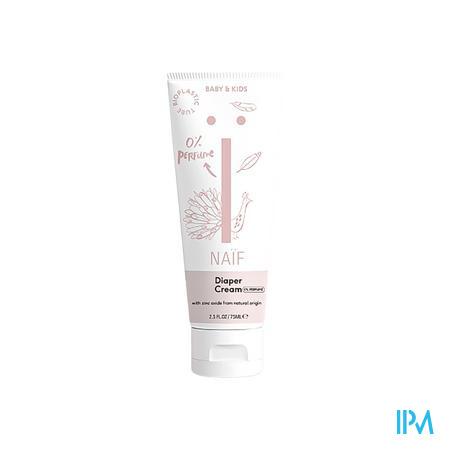 BABY & KIDS
BIOPLASTIC TUBE
0%
PERFUME
NAÏF
Diaper
Cream 0% PERFUME
with zinc oxide from natural origin
2.5 FL.OZ/75ML℮
IPM